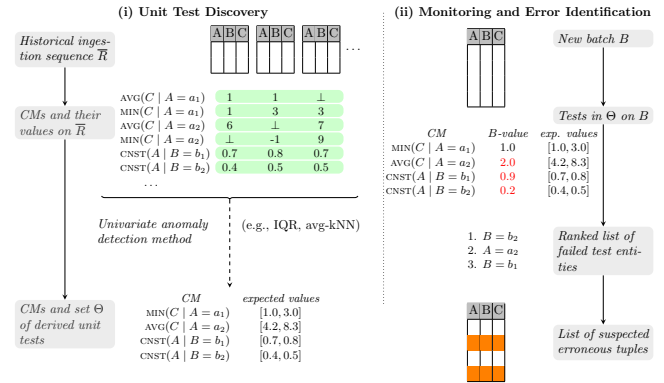 (i) Unit Test Discovery
Historical inges-
tion sequence R
A B C A B C A B C
...
CMs and their
values on R
AVG(C | A = a₁) 1 1 ⊥
MIN(C | A = a₁) 1 3 3
AVG(C | A = a₂) 6 ⊥ 7
MIN(C | A = a₂) ⊥ -1 9
CNST(A | B = b₁) 0.7 0.8 0.7
CNST(A | B = b₂) 0.4 0.5 0.5
...
Univariate anomaly
detection method
(e.g., IQR, avg-kNN)
CMs and set Θ
of derived unit
tests
CM expected values
MIN(C | A = a₁) [1.0, 3.0]
AVG(C | A = a₂) [4.2, 8.3]
CNST(A | B = b₁) [0.7, 0.8]
CNST(A | B = b₂) [0.4, 0.5]
(ii) Monitoring and Error Identification
A B C
New batch B
Tests in Θ on B
CM B-value exp. values
MIN(C | A = a₁) 1.0 [1.0, 3.0]
AVG(C | A = a₂) 2.0 [4.2, 8.3]
CNST(A | B = b₁) 0.9 [0.7, 0.8]
CNST(A | B = b₂) 0.2 [0.4, 0.5]
1. B = b₂
2. A = a₂
3. B = b₁
Ranked list of
failed test enti-
ties
A B C
List of suspected
erroneous tuples